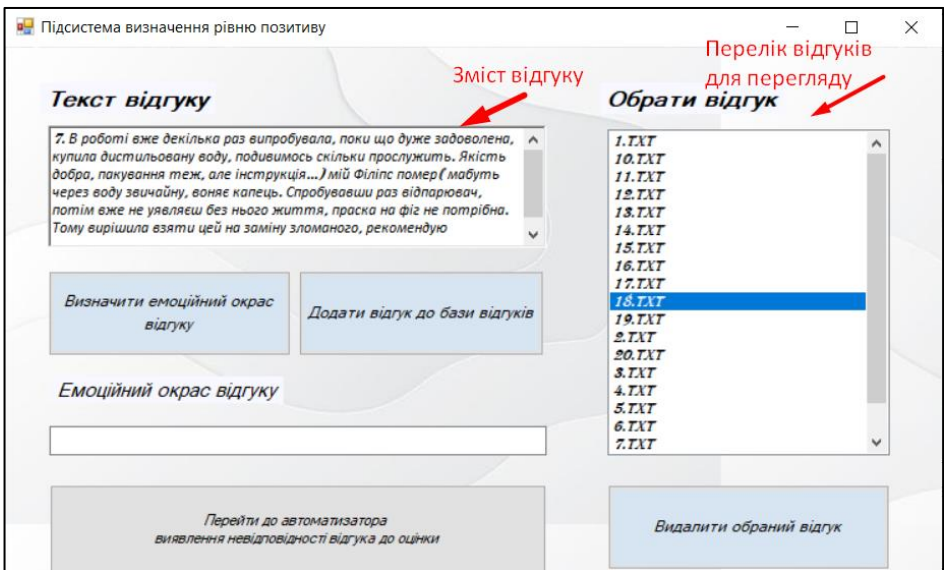 Підсистема визначення рівню позитиву
Зміст відгуку
Перелік відгуків
для перегляду
Текст відгуку
7. В роботі вже декілька раз випробувала, поки що дуже задоволена,
купила дистильовану воду, подивимось скільки прослужить. Якість
добра, пакування теж, але інструкція...) мій Філіпс помер( мабуть
через воду звичайну, воняє капець. Спробувавши раз відпарювач,
потім вже не уявляєш без нього життя, праска на фіг не потрібна.
Тому вирішила взяти цей на заміну зломаного, рекомендую
Визначити емоційний окрас
відгуку
Додати відгук до бази відгуків
Емоційний окрас відгуку
Перейти до автоматизатора
виявлення невідповідності відгука до оцінки
Обрати відгук
1.TXT
10.TXT
11.TXT
12.TXT
13.TXT
14.TXT
15.TXT
16.TXT
17.TXT
18.TXT
19.TXT
2.TXT
20.TXT
3.TXT
4.TXT
5.TXT
6.TXT
7.TXT
Видалити обраний відгук